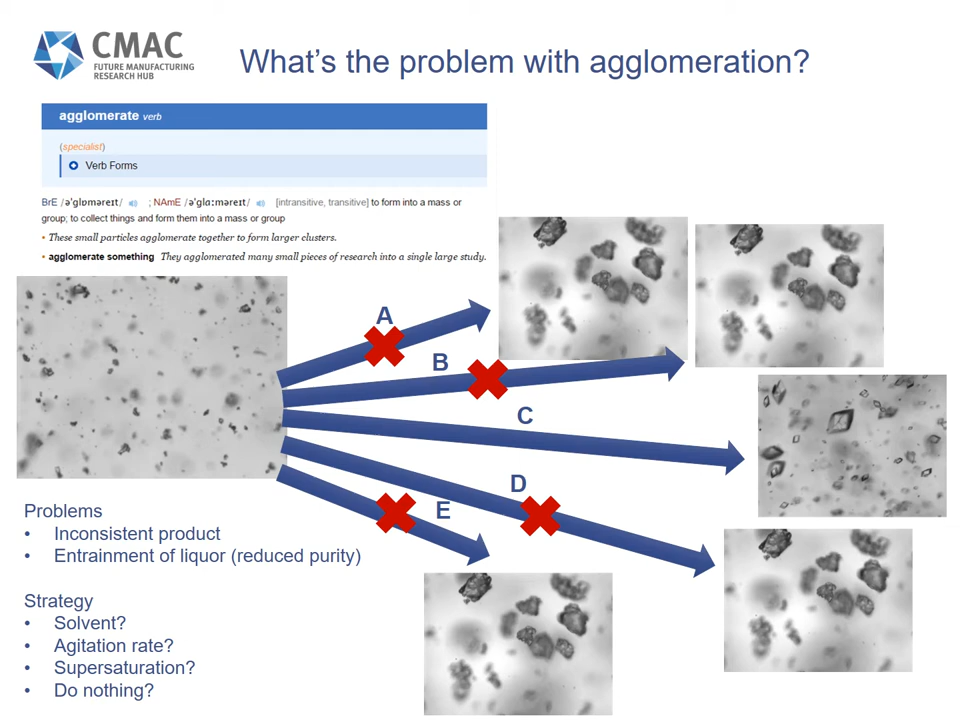 CMAC
FUTURE MANUFACTURING
RESEARCH HUB
What's the problem with agglomeration?
agglomerate verb
(specialist)
Verb Forms
BrE /əˈɡlɒməreɪt/ ; NAmE /əˈɡlɑːməreɪt/ [intransitive, transitive] to form into a mass or
group; to collect things and form them into a mass or group
• These small particles agglomerate together to form larger clusters.
• agglomerate something They agglomerated many small pieces of research into a single large study.
A
B
C
D
E
Problems
• Inconsistent product
• Entrainment of liquor (reduced purity)
Strategy
• Solvent?
• Agitation rate?
• Supersaturation?
• Do nothing?